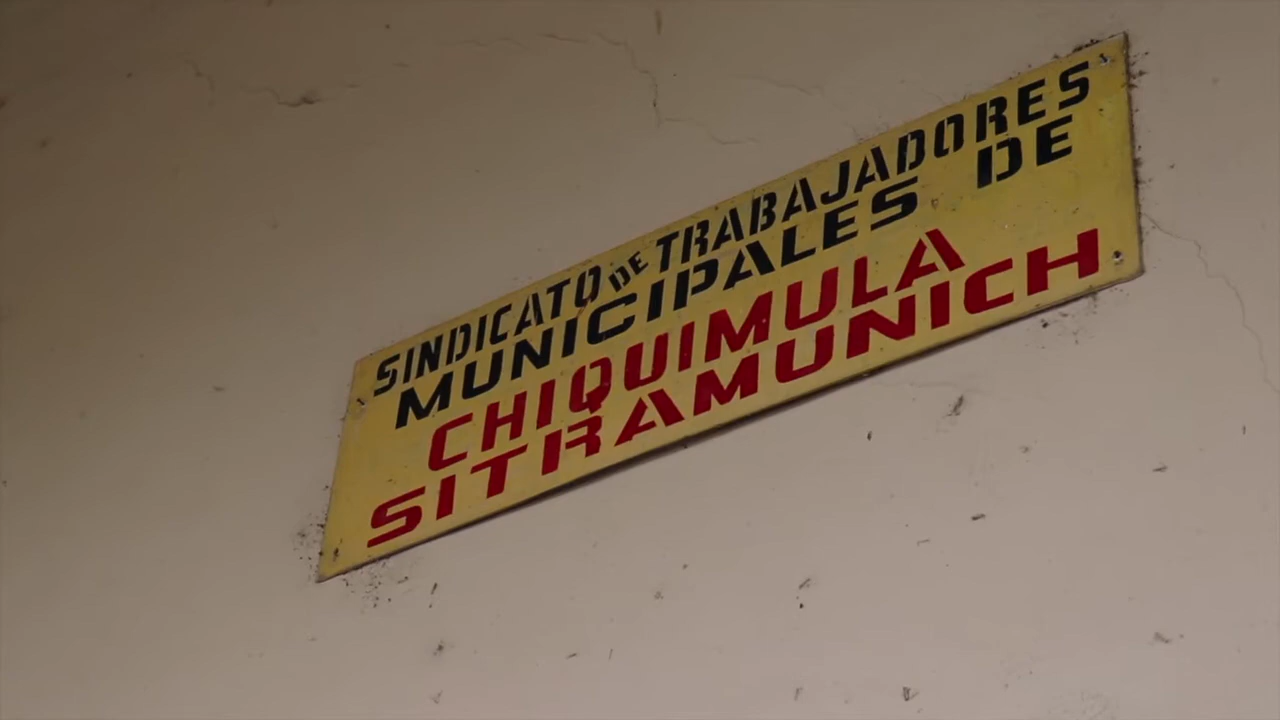 SINDICATO DE TRABAJADORES
MUNICIPALES DE
CHIQUIMULA
SITRAMUNICH